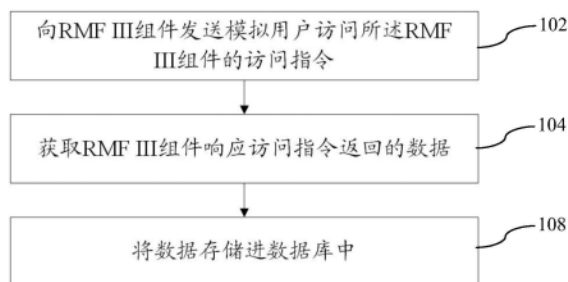 向RMF III组件发送模拟用户访问所述RMF
III组件的访问指令
102
获取RMF III组件响应访问指令返回的数据
104
将数据存储进数据库中
108